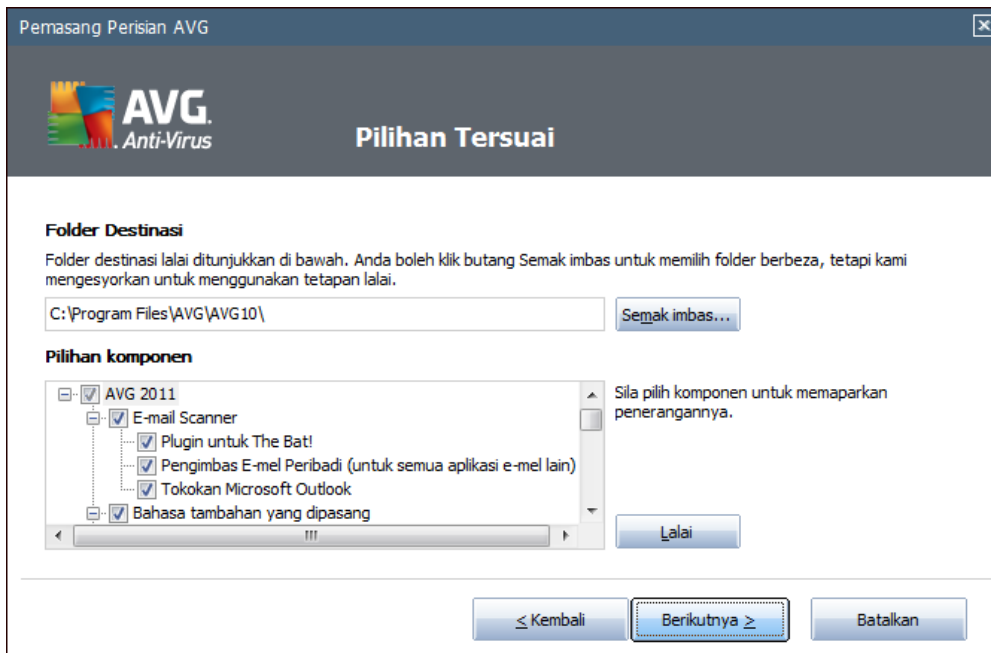 Pemasang Perisian AVG
AVG.
Anti-Virus
Pilihan Tersuai
Folder Destinasi
Folder destinasi lalai ditunjukkan di bawah. Anda boleh klik butang Semak imbas untuk memilih folder berbeza, tetapi kami
mengesyorkan untuk menggunakan tetapan lalai.
C:\Program Files\AVG\AVG10\
Semak imbas...
Pilihan komponen
AVG 2011
E-mail Scanner
Plugin untuk The Bat!
Pengimbas E-mel Peribadi (untuk semua aplikasi e-mel lain)
Tokokan Microsoft Outlook
Bahasa tambahan yang dipasang
Sila pilih komponen untuk memaparkan
penerangannya.
Lalai
< Kembali
Berikutnya >
Batalkan